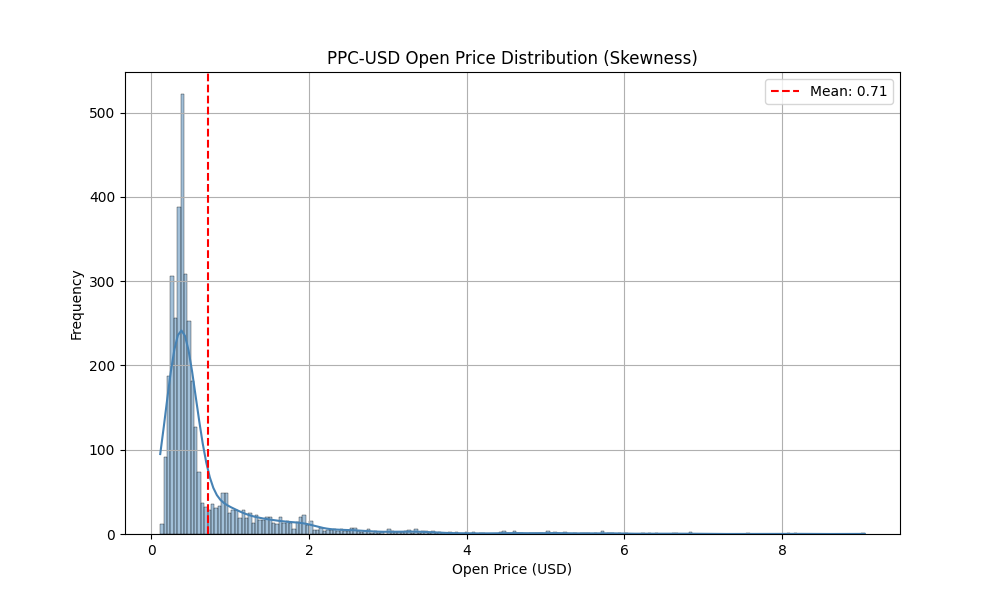 PPC-USD Open Price Distribution (Skewness)
Mean: 0.71
Frequency
500
400
300
200
100
0
0 2 4 6 8
Open Price (USD)